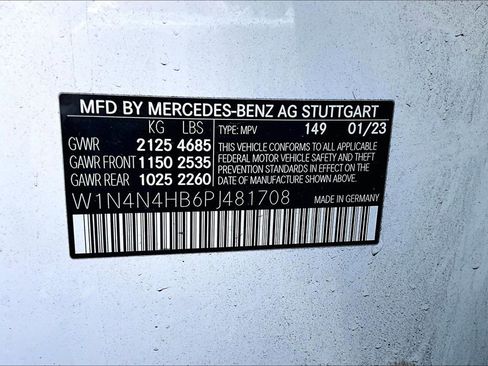 MFD BY MERCEDES-BENZ AG STUTTGART
KG LBS TYPE: MPV 149 01/23
GVWR 2125 4685 THIS VEHICLE CONFORMS TO ALL APPLICABLE
GAWR FRONT 1150 2535 FEDERAL MOTOR VEHICLE SAFETY AND THEFT
PREVENTION STANDARDS IN EFFECT ON THE
GAWR REAR 1025 2260 DATE OF MANUFACTURE SHOWN ABOVE.
W1N4N4HB6PJ481708 MADE IN GERMANY